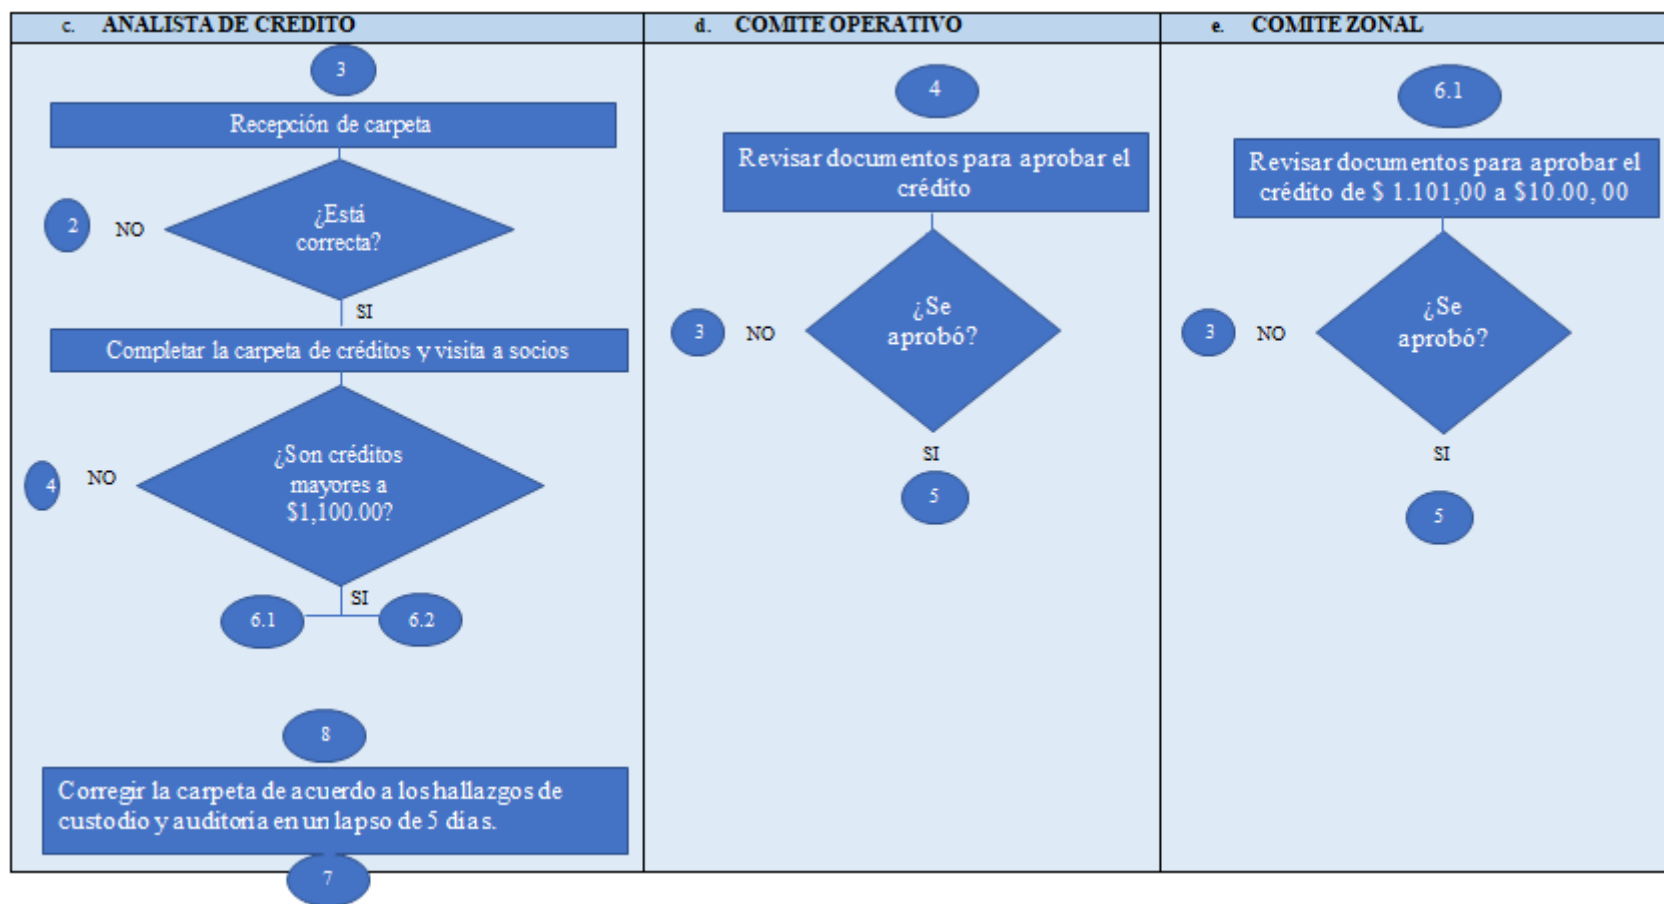 c. ANALISTA DE CREDITO
3
Recepción de carpeta
¿Está
correcta?
2
NO
SI
Completar la carpeta de créditos y visita a socios
¿Son créditos
mayores a
$1,100.00?
4
NO
SI
6.1
6.2
8
Corregir la carpeta de acuerdo a los hallazgos de
custodio y auditoría en un lapso de 5 días.
7
d. COMITE OPERATIVO
4
Revisar documentos para aprobar el
crédito
¿Se
aprobó?
3
NO
SI
5
e. COMITE ZONAL
6.1
Revisar documentos para aprobar el
crédito de $ 1.101,00 a $10.00, 00
¿Se
aprobó?
3
NO
SI
5